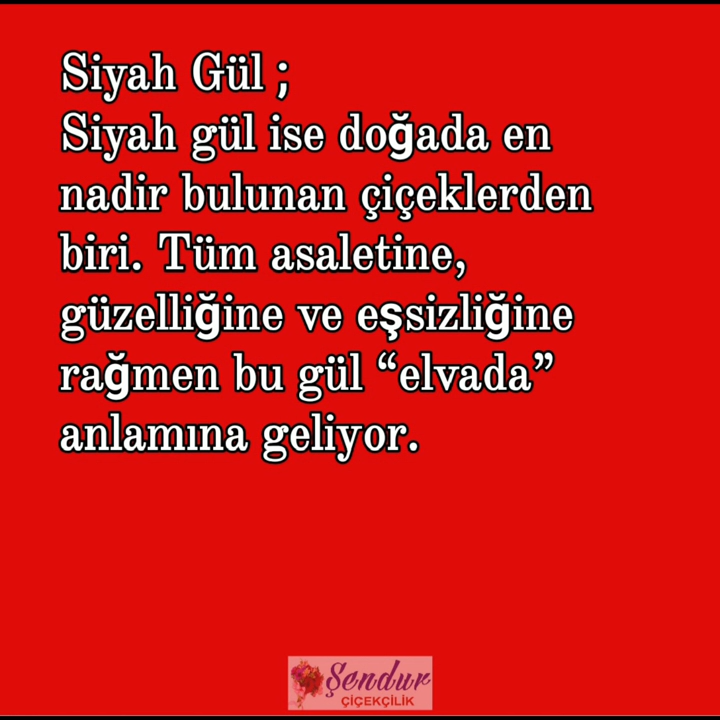 Siyah Gül ;
Siyah gül ise doğada en
nadir bulunan çiçeklerden
biri. Tüm asaletine,
güzelliğine ve eşsizliğine
rağmen bu gül “elvada”
anlamına geliyor.
Şendur
ÇİÇEKÇİLİK